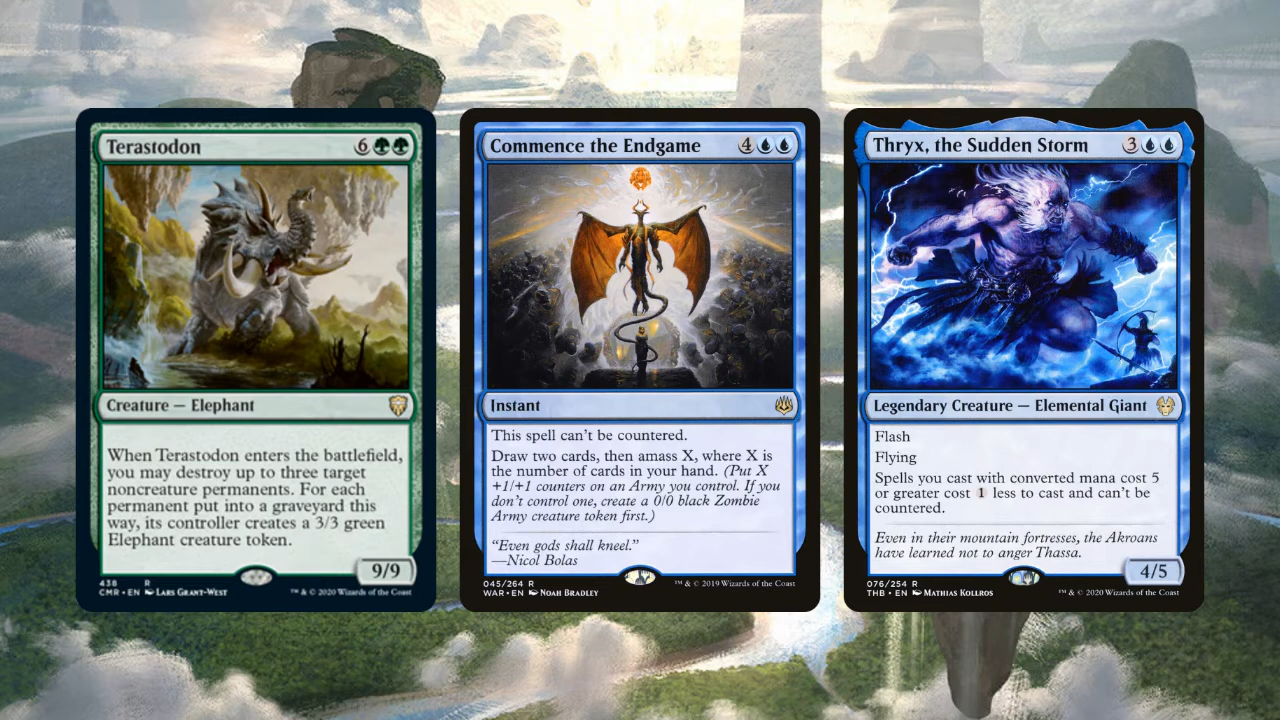 Terastodon 6
Creature — Elephant
When Terastodon enters the battlefield,
you may destroy up to three target
noncreature permanents. For each
permanent put into a graveyard this
way, its controller creates a 3/3 green
Elephant creature token.
9/9
438 R
CMR • EN Lars Grant-West ™ & © 2020 Wizards of the Coast
Commence the Endgame 4
Instant
This spell can't be countered.
Draw two cards, then amass X, where X is
the number of cards in your hand. (Put X
+1/+1 counters on an Army you control. If you
don't control one, create a 0/0 black Zombie
Army creature token first.)
“Even gods shall kneel.”
—Nicol Bolas
045/264 R
WAR • EN Noah Bradley ™ & © 2019 Wizards of the Coast
Thryx, the Sudden Storm 3
Legendary Creature — Elemental Giant
Flash
Flying
Spells you cast with converted mana cost 5
or greater cost 1 less to cast and can't be
countered.
Even in their mountain fortresses, the Akroans
have learned not to anger Thassa.
4/5
076/254 R
THB • EN Mathias Kollros ™ & © 2020 Wizards of the Coast